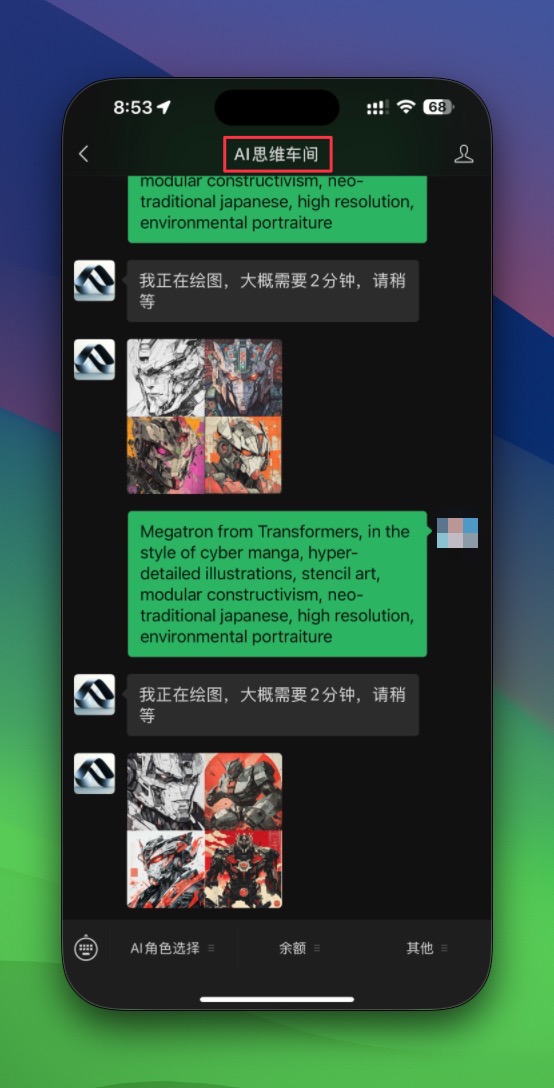 8:53
68
AI思维车间
modular constructivism, neo-
traditional japanese, high resolution,
environmental portraiture
我正在绘图，大概需要2分钟，请稍
等
Megatron from Transformers, in the
style of cyber manga, hyper-
detailed illustrations, stencil art,
modular constructivism, neo-
traditional japanese, high resolution,
environmental portraiture
我正在绘图，大概需要2分钟，请稍
等
AI角色选择
余额
其他